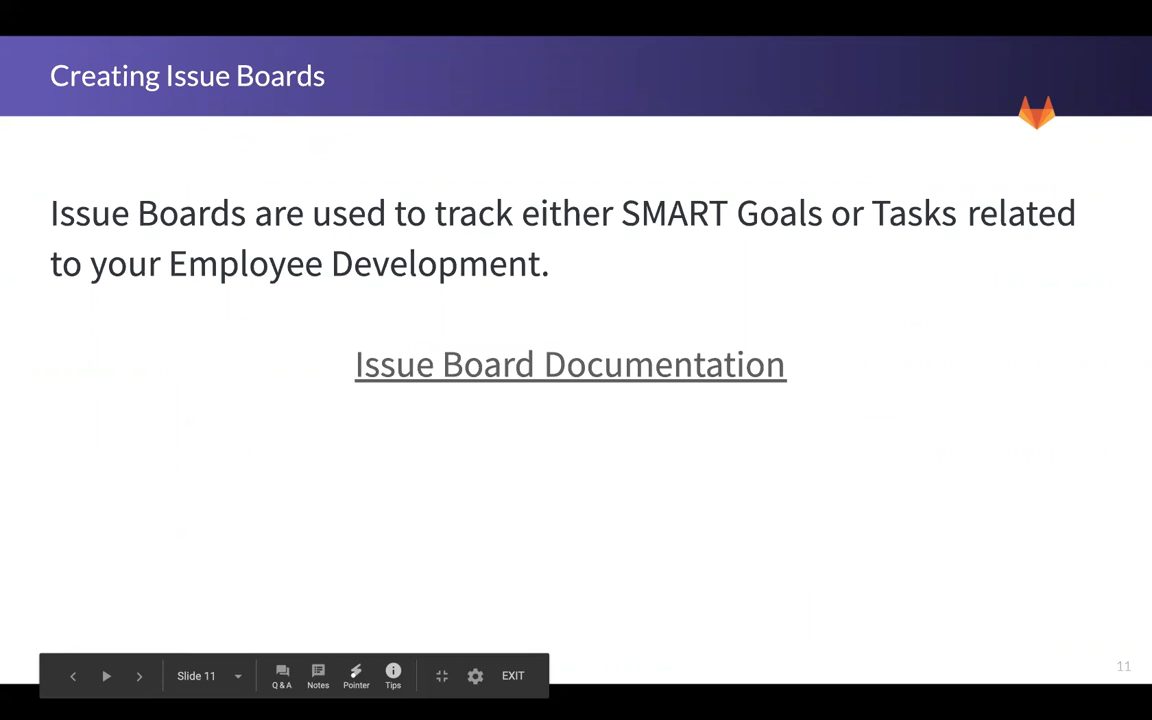 Creating Issue Boards
Issue Boards are used to track either SMART Goals or Tasks related
to your Employee Development.
Issue Board Documentation
11
Slide 11
Q & A
Notes
Pointer
Tips
EXIT